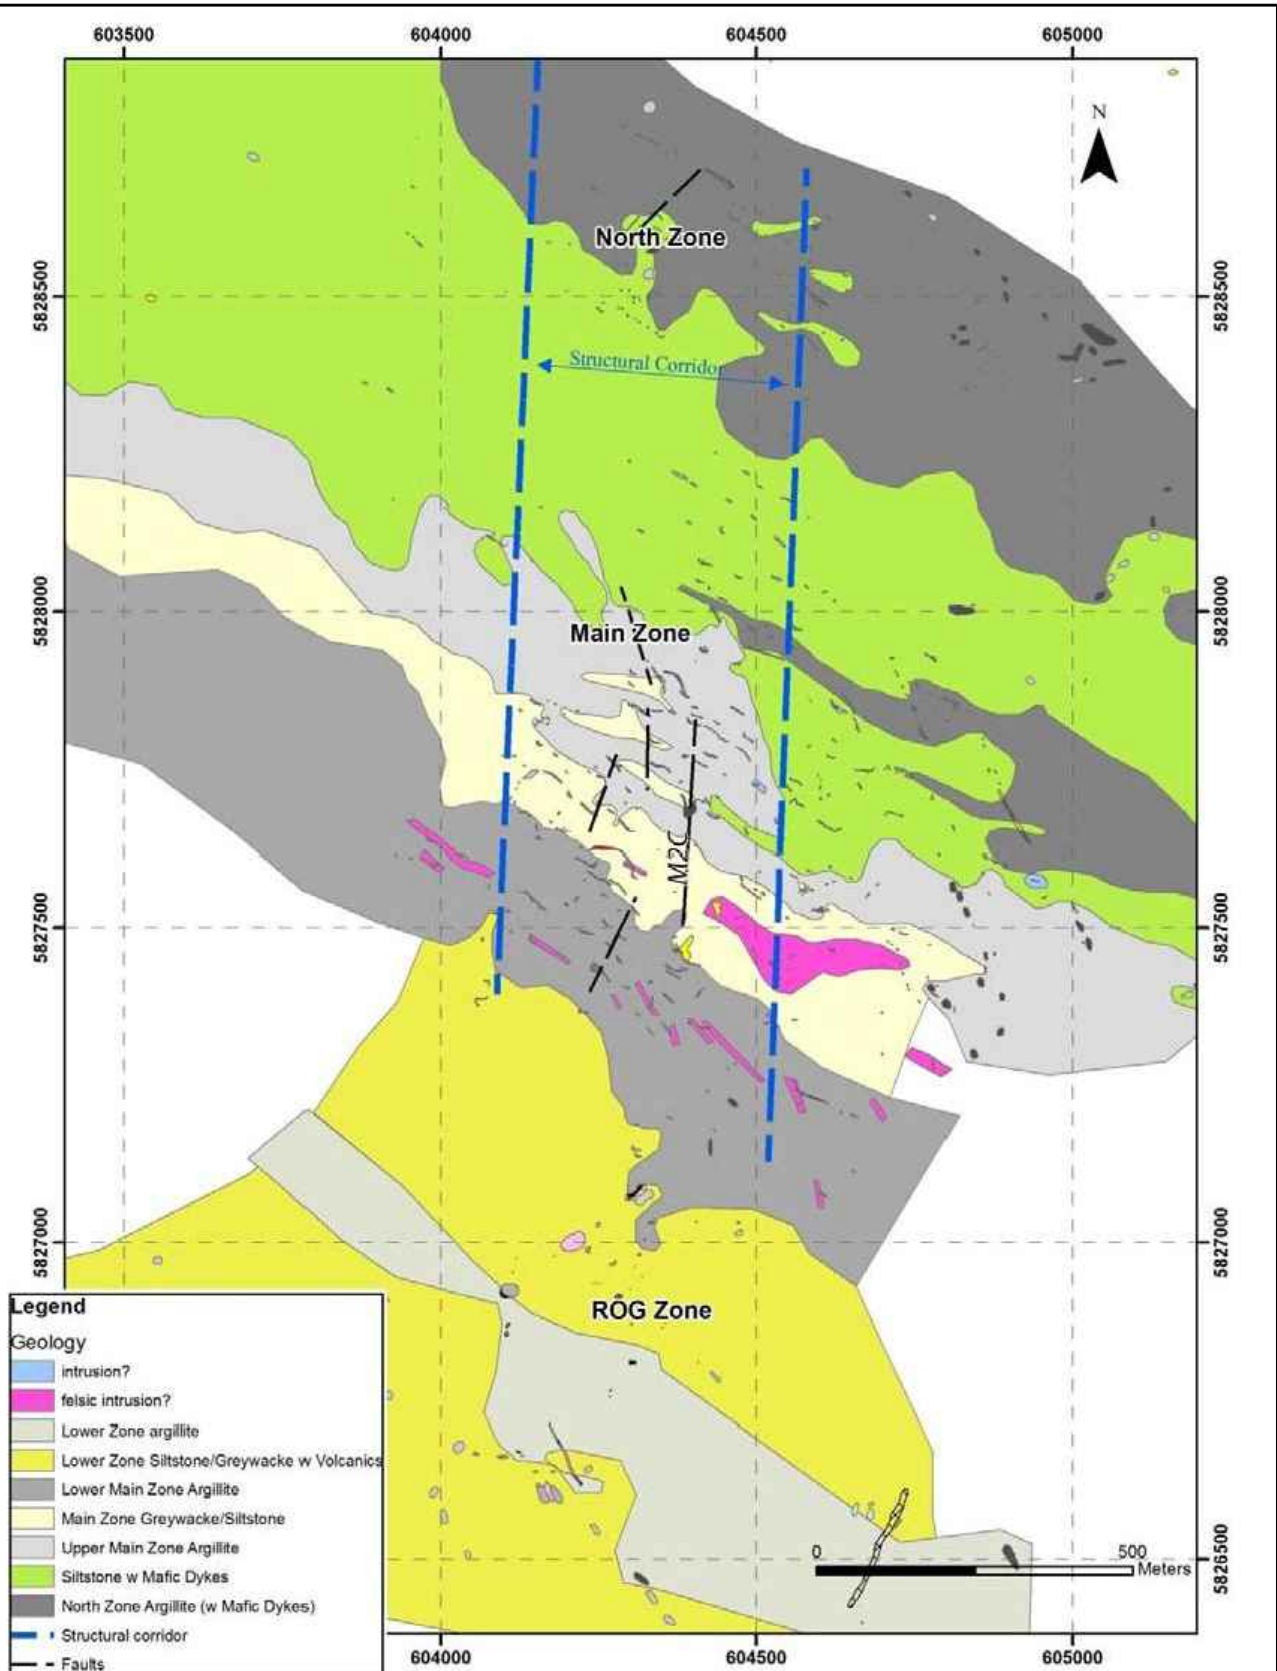 603500 604000 604500 605000
N
North Zone
5828500 5828500
Structural Corridor
5828000 5828000
Main Zone
M2C
5827500 5827500
5827000 5827000
ROG Zone
Legend
Geology
intrusion?
felsic intrusion?
Lower Zone argillite
Lower Zone Siltstone/Greywacke w Volcanics
Lower Main Zone Argillite
Main Zone Greywacke/Siltstone
Upper Main Zone Argillite
Siltstone w Mafic Dykes
North Zone Argillite (w Mafic Dykes)
Structural corridor
Faults
0 500
Meters
5826500
604000 604500 605000